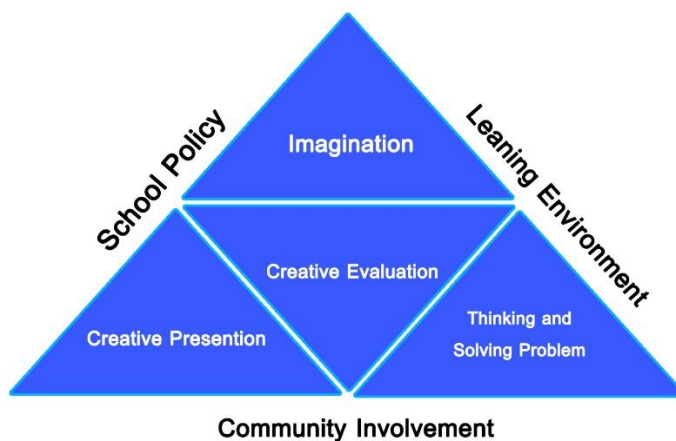 School Policy
Leaning Environment
Imagination
Creative Evaluation
Creative Presention
Thinking and
Solving Problem
Community Involvement